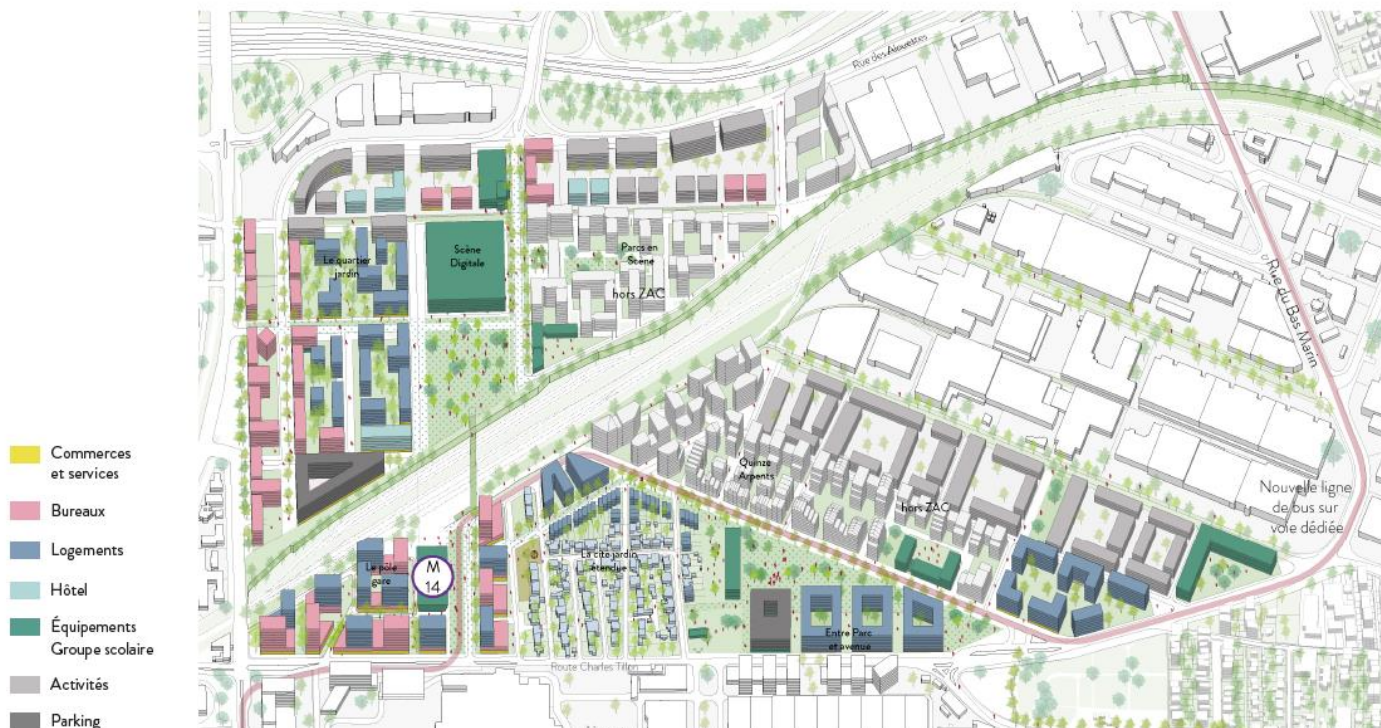 Rue des Alouettes
Le quartier
jardin
Scène
Digitale
Parcs en
Scène
hors ZAC
Rue du Bas Marin
Commerces
et services
Bureaux
Logements
Hôtel
Équipements
Groupe scolaire
Activités
Parking
Quinze
Arpents
hors ZAC
Nouvelle ligne
de bus sur
voie dédiée
Le pôle
gare
M
14
La cité jardin
étendue
Entre Parc
et avenue
Route Charles Tillon